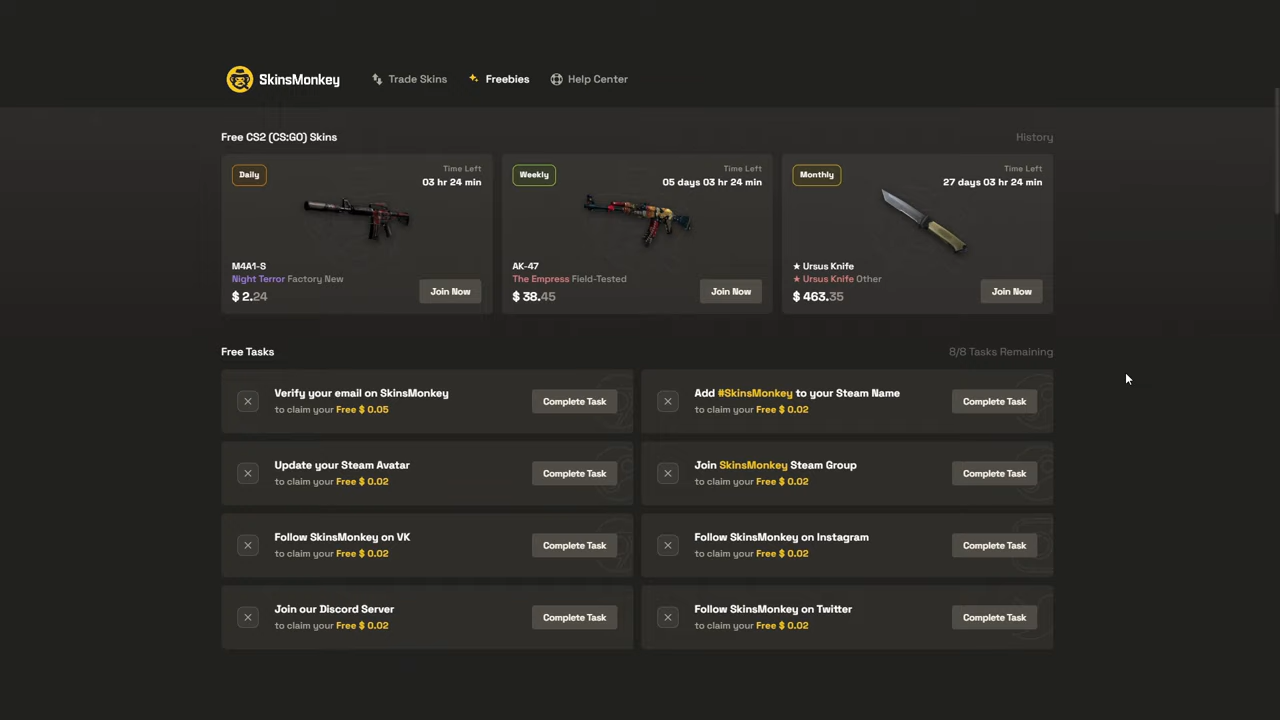 SkinsMonkey Trade Skins Freebies Help Center
Free CS2 (CS:GO) Skins History
Daily Time Left
03 hr 24 min
M4A1-S
Night Terror Factory New
$ 2.24 Join Now
Weekly Time Left
05 days 03 hr 24 min
AK-47
The Empress Field-Tested
$ 38.45 Join Now
Monthly Time Left
27 days 03 hr 24 min
★ Ursus Knife
★ Ursus Knife Other
$ 463.35 Join Now
Free Tasks 8/8 Tasks Remaining
Verify your email on SkinsMonkey
to claim your Free $ 0.05
Complete Task
Add #SkinsMonkey to your Steam Name
to claim your Free $ 0.02
Complete Task
Update your Steam Avatar
to claim your Free $ 0.02
Complete Task
Join SkinsMonkey Steam Group
to claim your Free $ 0.02
Complete Task
Follow SkinsMonkey on VK
to claim your Free $ 0.02
Complete Task
Follow SkinsMonkey on Instagram
to claim your Free $ 0.02
Complete Task
Join our Discord Server
to claim your Free $ 0.02
Complete Task
Follow SkinsMonkey on Twitter
to claim your Free $ 0.02
Complete Task